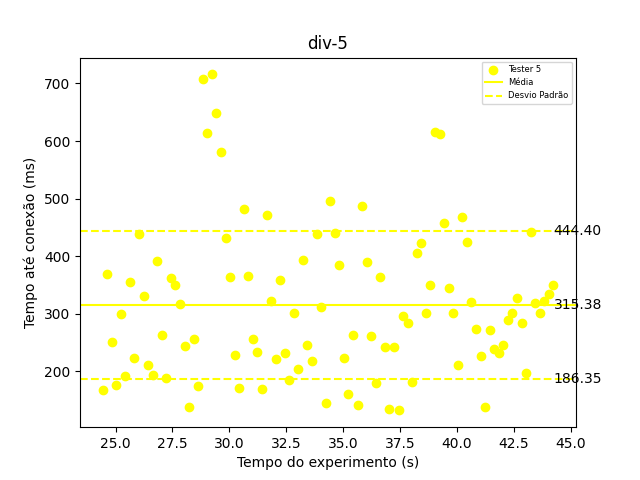 div-5
Tester 5
Média
Desvio Padrão
Tempo até conexão (ms)
700
600
500
400
300
200
444.40
315.38
186.35
25.0 27.5 30.0 32.5 35.0 37.5 40.0 42.5 45.0
Tempo do experimento (s)